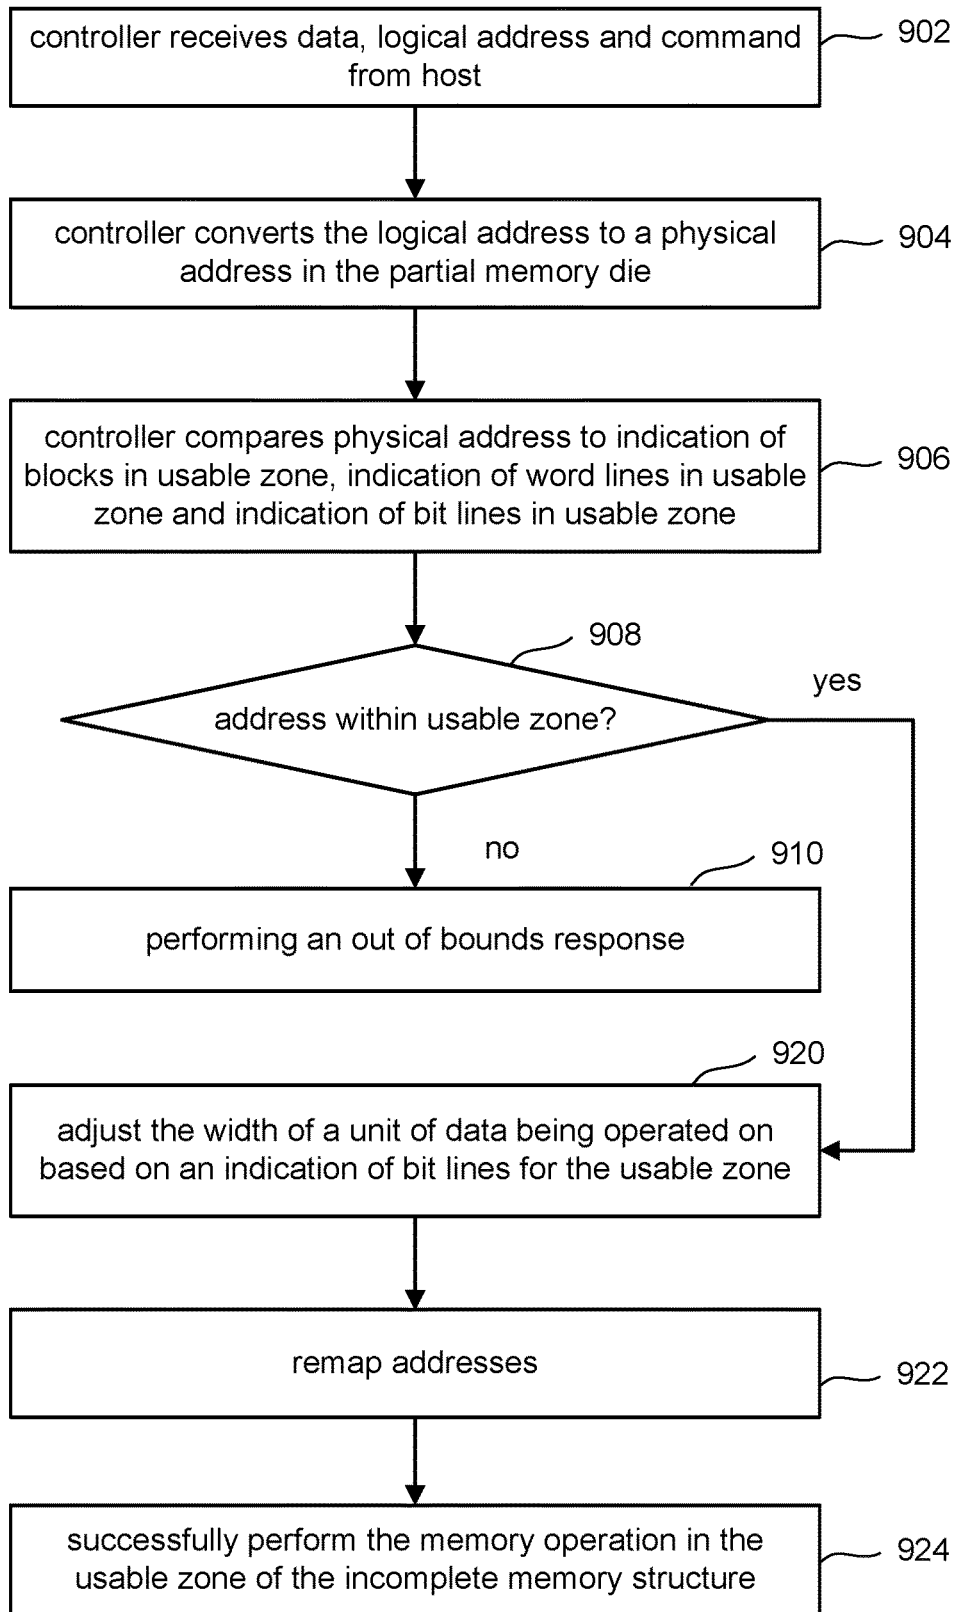 controller receives data, logical address and command
from host
902
controller converts the logical address to a physical
address in the partial memory die
904
controller compares physical address to indication of
blocks in usable zone, indication of word lines in usable
zone and indication of bit lines in usable zone
906
908
address within usable zone?
yes
no
910
performing an out of bounds response
920
adjust the width of a unit of data being operated on
based on an indication of bit lines for the usable zone
remap addresses
922
successfully perform the memory operation in the
usable zone of the incomplete memory structure
924